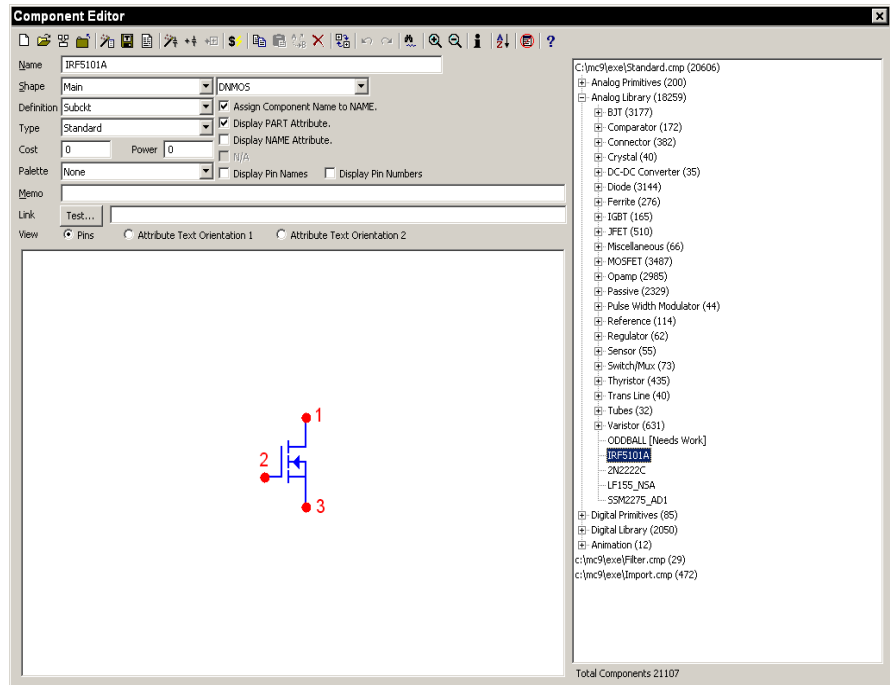 Component Editor
Name IRF5101A
Shape Main DNMOS
Definition Subckt Assign Component Name to NAME.
Type Standard Display PART Attribute.
Display NAME Attribute.
Cost 0 Power 0 N/A
Palette None Display Pin Names Display Pin Numbers
Memo
Link Test...
View Pins Attribute Text Orientation 1 Attribute Text Orientation 2
1
2
3
C:\mc9\exe\Standard.cmp (20606)
Analog Primitives (200)
Analog Library (18259)
BJT (3177)
Comparator (172)
Connector (382)
Crystal (40)
DC-DC Converter (35)
Diode (3144)
Ferrite (276)
IGBT (165)
JFET (510)
Miscellaneous (66)
MOSFET (3487)
Opamp (2985)
Passive (2329)
Pulse Width Modulator (44)
Reference (114)
Regulator (62)
Sensor (55)
Switch/Mux (73)
Thyristor (435)
Trans Line (40)
Tubes (32)
Varistor (631)
ODDBALL [Needs Work]
IRF5101A
2N2222C
LF155_NSA
SSM2275_AD1
Digital Primitives (85)
Digital Library (2050)
Animation (12)
c:\mc9\exe\Filter.cmp (29)
c:\mc9\exe\Import.cmp (472)
Total Components 21107